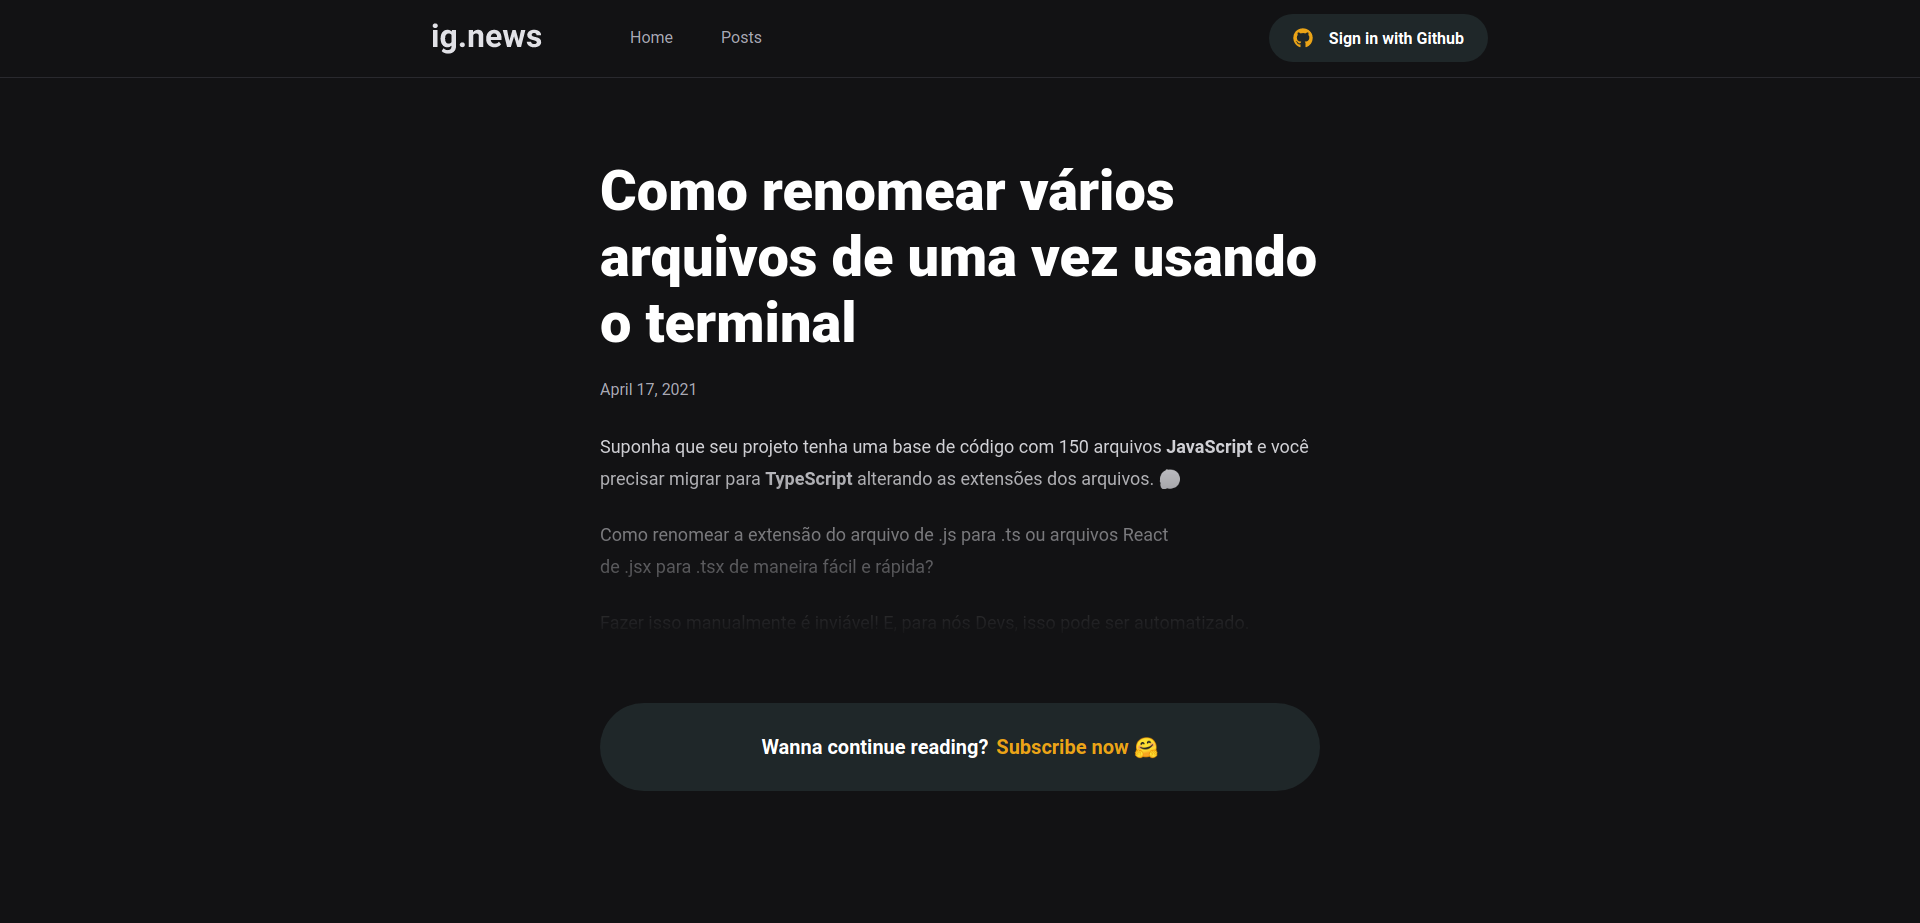 ig.news
Home
Posts
Sign in with Github
Como renomear vários
arquivos de uma vez usando
o terminal
April 17, 2021
Suponha que seu projeto tenha uma base de código com 150 arquivos JavaScript e você
precisar migrar para TypeScript alterando as extensões dos arquivos.
Como renomear a extensão do arquivo de .js para .ts ou arquivos React
de .jsx para .tsx de maneira fácil e rápida?
Fazer isso manualmente é inviável! E, para nós Devs, isso pode ser automatizado.
Wanna continue reading? Subscribe now 🤗